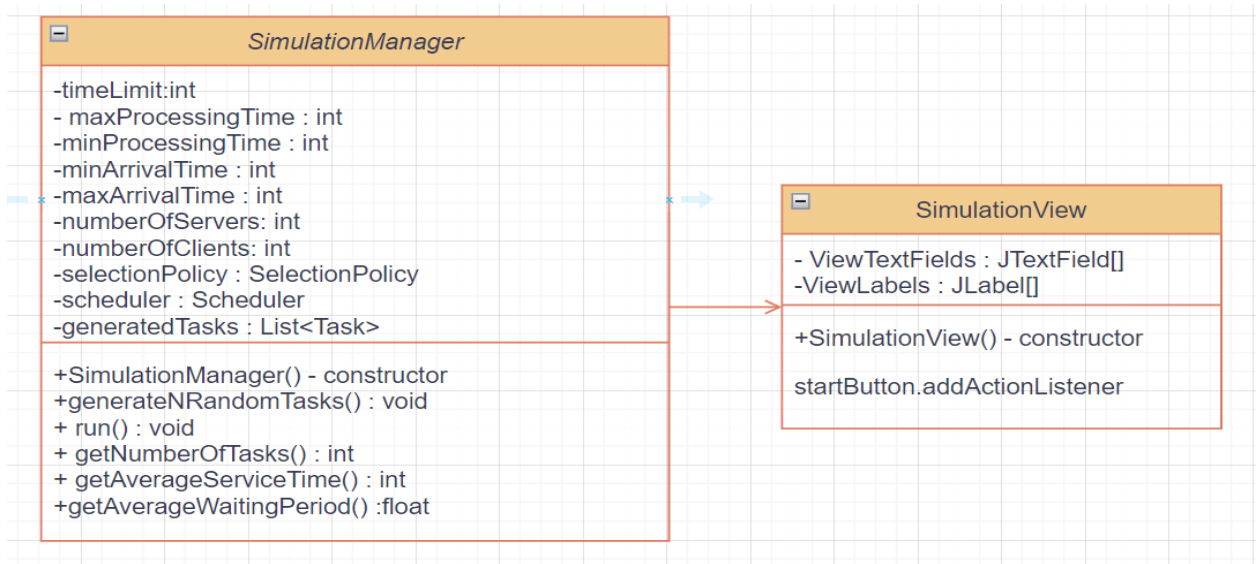 SimulationManager
-timeLimit:int
- maxProcessingTime : int
-minProcessingTime : int
-minArrivalTime : int
-maxArrivalTime : int
-numberOfServers: int
-numberOfClients: int
-selectionPolicy : SelectionPolicy
-scheduler : Scheduler
-generatedTasks : List<Task>
+SimulationManager() - constructor
+generateNRandomTasks() : void
+ run() : void
+ getNumberOfTasks() : int
+ getAverageServiceTime() : int
+getAverageWaitingPeriod() :float
SimulationView
- ViewTextFields : JTextField[]
-ViewLabels : JLabel[]
+SimulationView() - constructor
startButton.addActionListener